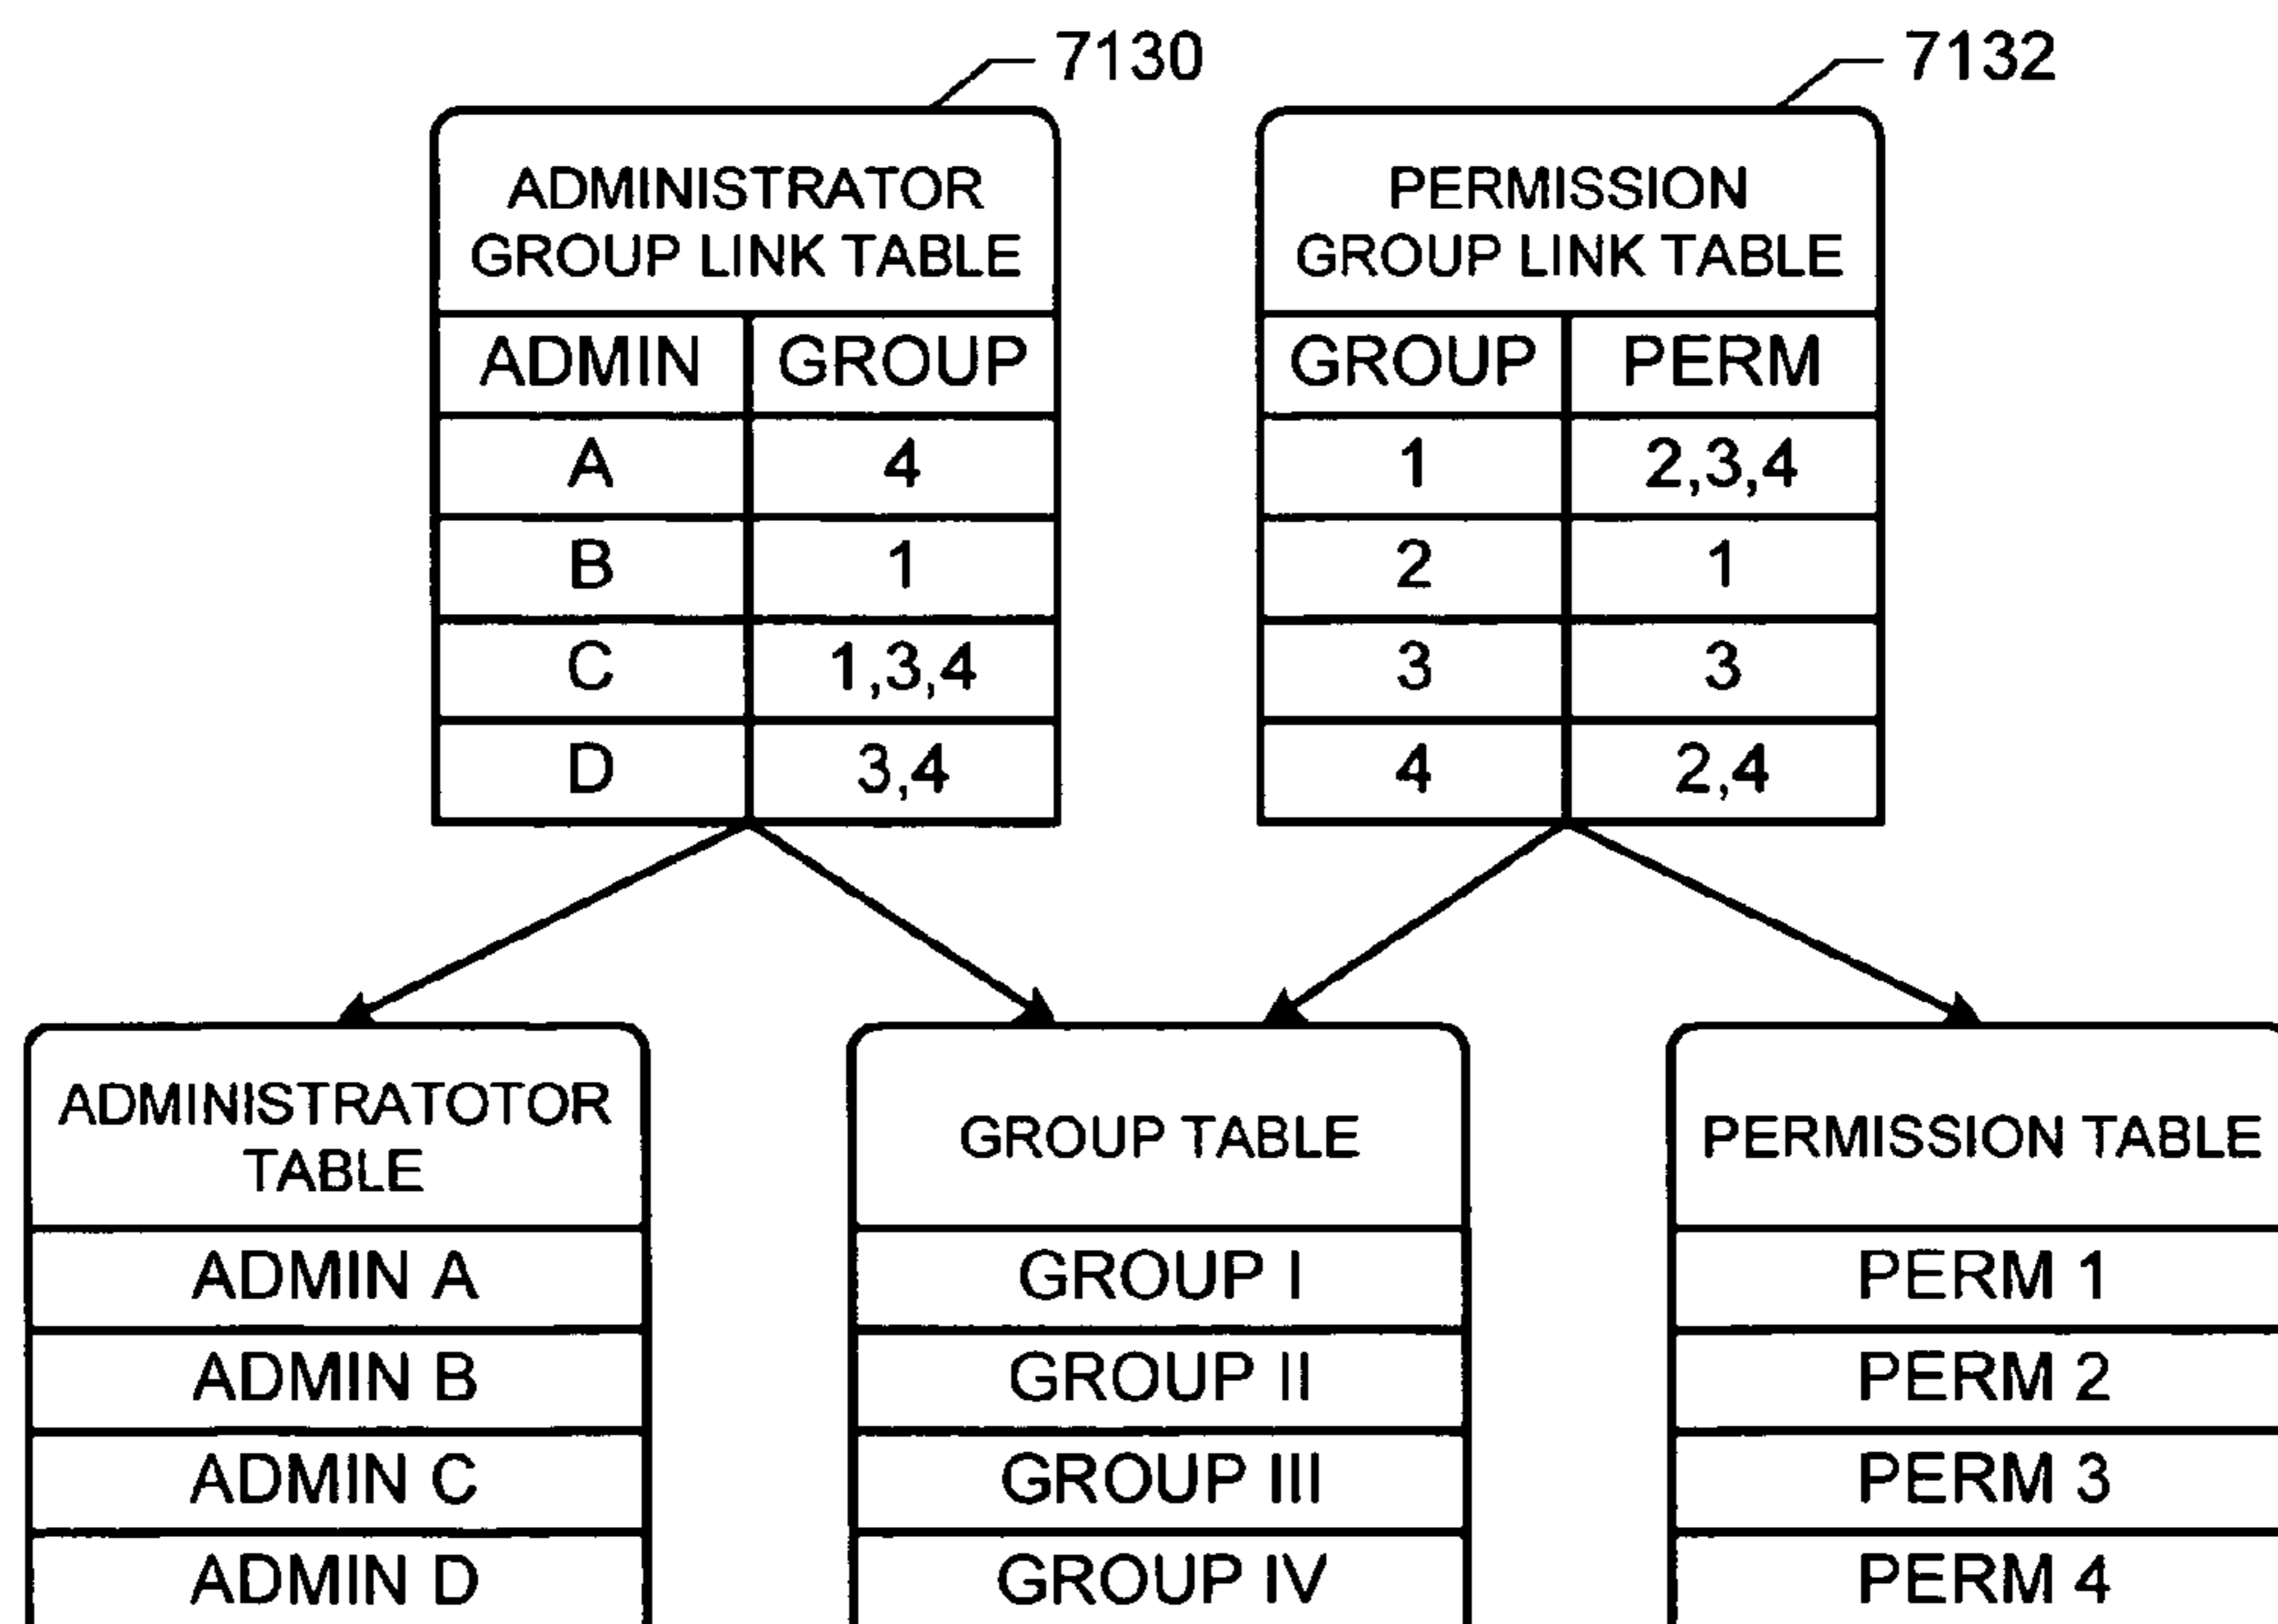 7130
7132
ADMINISTRATOR
GROUP LINK TABLE
ADMIN GROUP
A 4
B 1
C 1,3,4
D 3,4
PERMISSION
GROUP LINK TABLE
GROUP PERM
1 2,3,4
2 1
3 3
4 2,4
ADMINISTRATOTOR
TABLE
ADMIN A
ADMIN B
ADMIN C
ADMIN D
GROUP TABLE
GROUP I
GROUP II
GROUP III
GROUP IV
PERMISSION TABLE
PERM 1
PERM 2
PERM 3
PERM 4